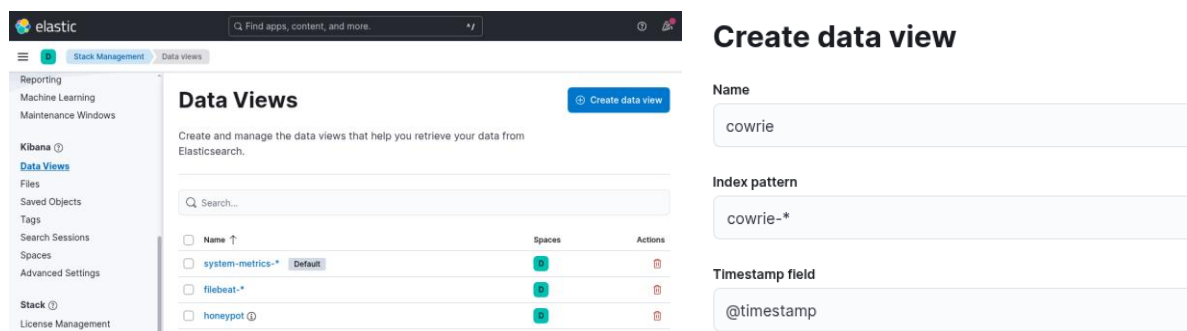 elastic
Find apps, content, and more.
*/
D
Stack Management
Data views
Reporting
Machine Learning
Maintenance Windows
Kibana
Data Views
Files
Saved Objects
Tags
Search Sessions
Spaces
Advanced Settings
Stack
License Management
Data Views
Create data view
Create and manage the data views that help you retrieve your data from
Elasticsearch.
Search...
Name ↑ Spaces Actions
system-metrics-* Default D
filebeat-* D
honeypot D
Create data view
Name
cowrie
Index pattern
cowrie-*
Timestamp field
@timestamp